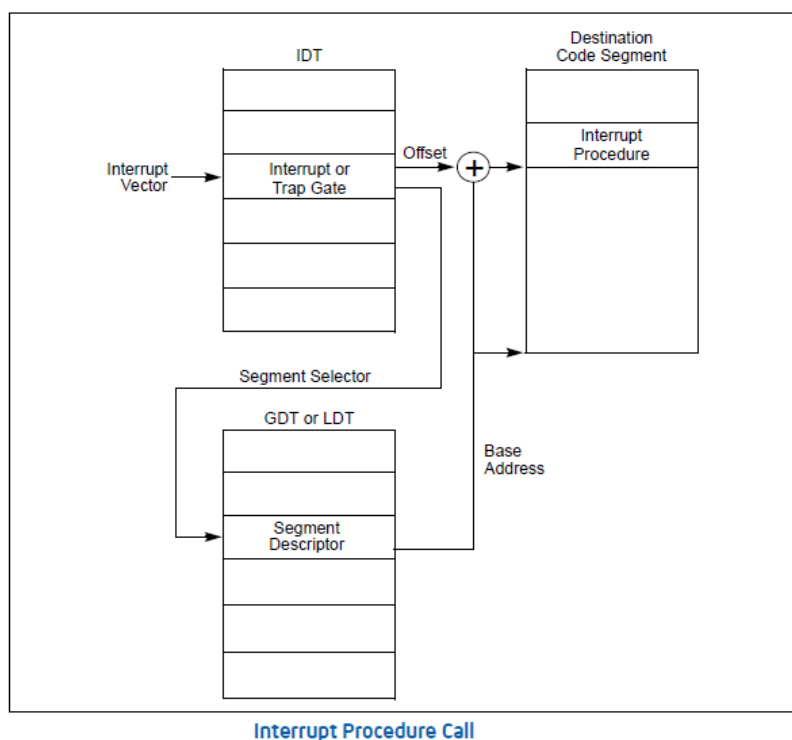 IDT
Destination
Code Segment
Interrupt
Vector
Interrupt or
Trap Gate
Offset
+
Interrupt
Procedure
Segment Selector
GDT or LDT
Base
Address
Segment
Descriptor
Interrupt Procedure Call